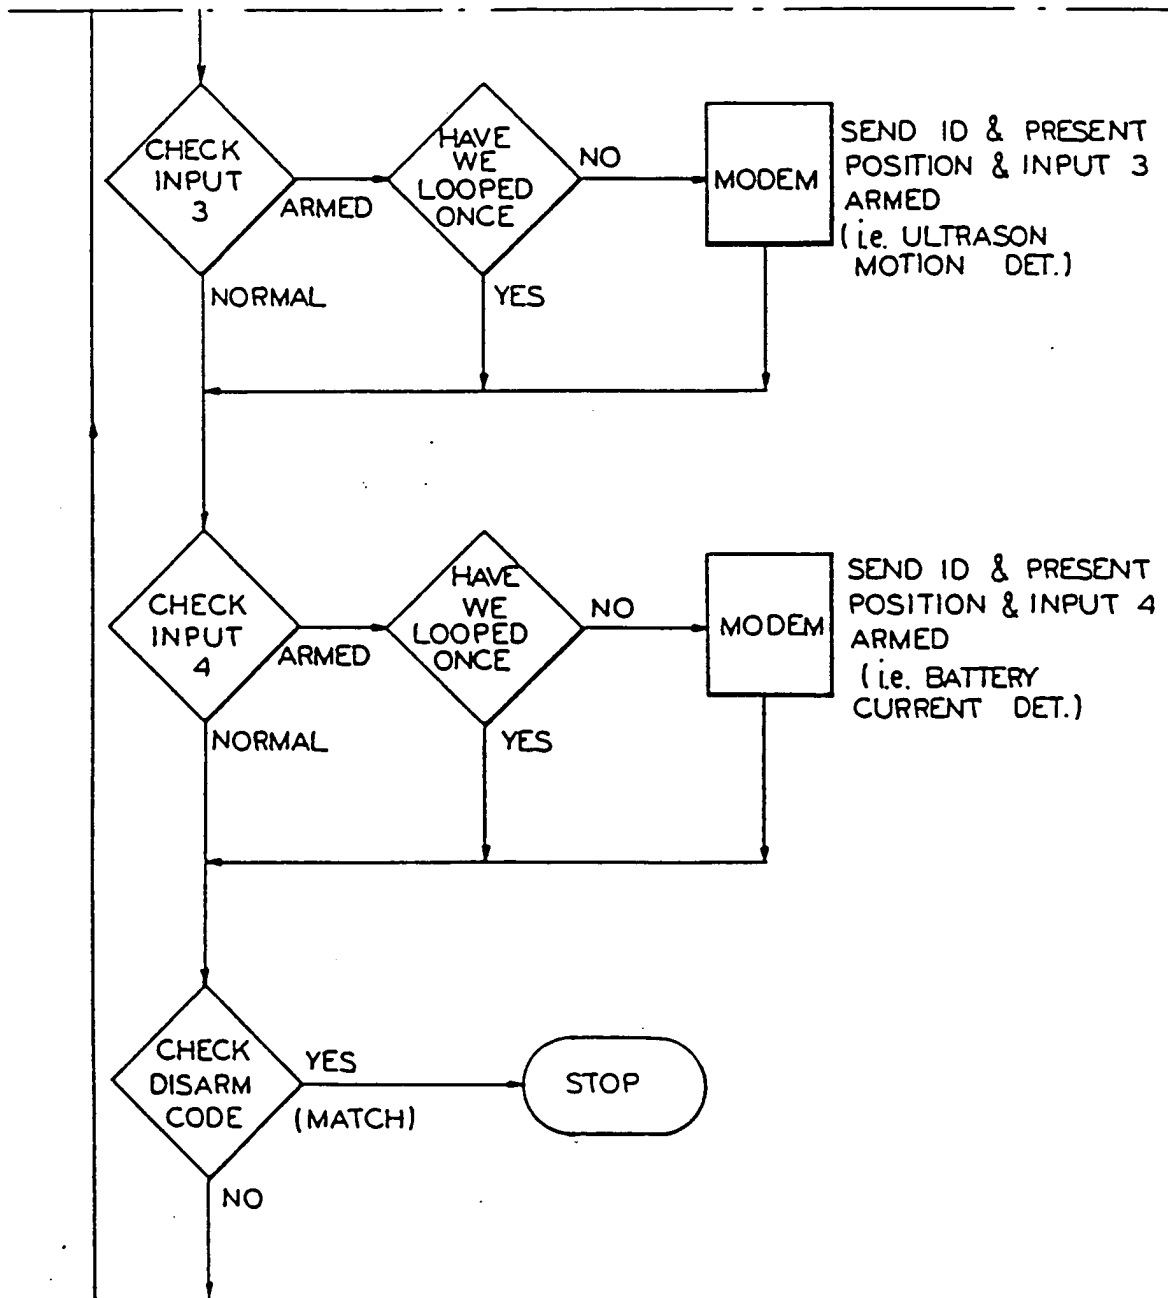 CHECK
INPUT
3
ARMED
NORMAL
HAVE
WE
LOOPED
ONCE
NO
YES
MODEM
SEND ID & PRESENT
POSITION & INPUT 3
ARMED
(i.e. ULTRASON
MOTION DET.)
CHECK
INPUT
4
ARMED
NORMAL
HAVE
WE
LOOPED
ONCE
NO
YES
MODEM
SEND ID & PRESENT
POSITION & INPUT 4
ARMED
(i.e. BATTERY
CURRENT DET.)
CHECK
DISARM
CODE
YES
(MATCH)
NO
STOP